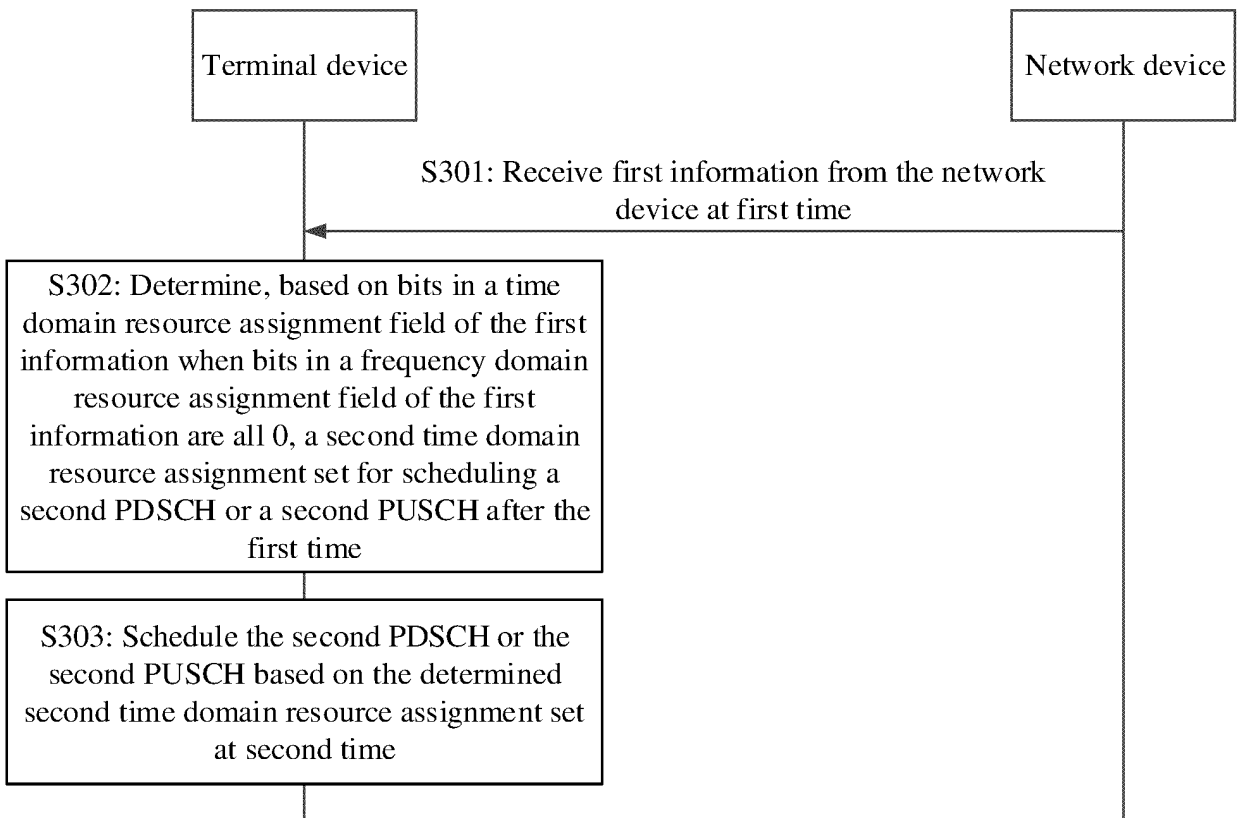 Terminal device
Network device
S301: Receive first information from the network
device at first time
S302: Determine, based on bits in a time
domain resource assignment field of the first
information when bits in a frequency domain
resource assignment field of the first
information are all 0, a second time domain
resource assignment set for scheduling a
second PDSCH or a second PUSCH after the
first time
S303: Schedule the second PDSCH or the
second PUSCH based on the determined
second time domain resource assignment set
at second time